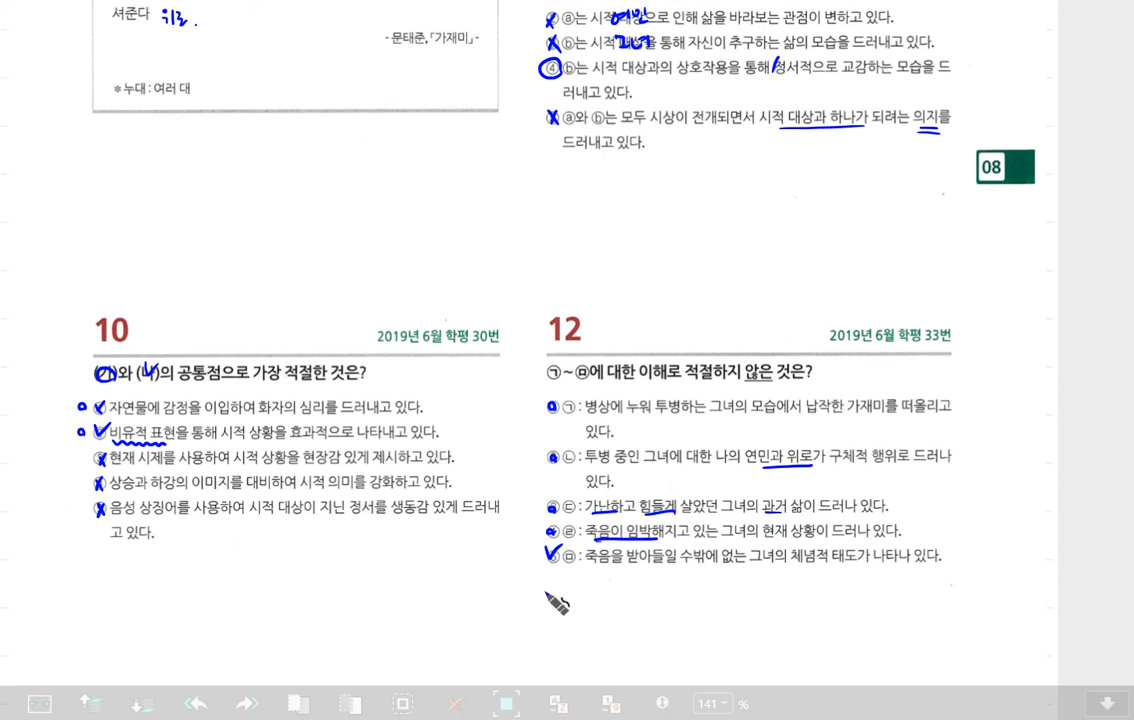 셔준다 위로.
- 문태준, 「가재미」 -
* 누대 : 여러 대
ⓐ는 시적 대상으로 인해 삶을 바라보는 관점이 변하고 있다.
여인
ⓑ는 시적 통해 자신이 추구하는 삶의 모습을 드러내고 있다.
그녀
④ ⓑ는 시적 대상과의 상호작용을 통해 정서적으로 교감하는 모습을 드
러내고 있다.
ⓐ와 ⓑ는 모두 시상이 전개되면서 시적 대상과 하나가 되려는 의지를
드러내고 있다.
08
10
2019년 6월 학평 30번
(가)와 (나)의 공통점으로 가장 적절한 것은?
자연물에 감정을 이입하여 화자의 심리를 드러내고 있다.
비유적 표현을 통해 시적 상황을 효과적으로 나타내고 있다.
현재 시제를 사용하여 시적 상황을 현장감 있게 제시하고 있다.
상승과 하강의 이미지를 대비하여 시적 의미를 강화하고 있다.
음성 상징어를 사용하여 시적 대상이 지닌 정서를 생동감 있게 드러내
고 있다.
12
2019년 6월 학평 33번
㉠~㉤에 대한 이해로 적절하지 않은 것은?
㉠ : 병상에 누워 투병하는 그녀의 모습에서 납작한 가재미를 떠올리고
있다.
㉡ : 투병 중인 그녀에 대한 나의 연민과 위로가 구체적 행위로 드러나
있다.
㉢ : 가난하고 힘들게 살았던 그녀의 과거 삶이 드러나 있다.
㉣ : 죽음이 임박해지고 있는 그녀의 현재 상황이 드러나 있다.
㉤ : 죽음을 받아들일 수밖에 없는 그녀의 체념적 태도가 나타나 있다.
141 %